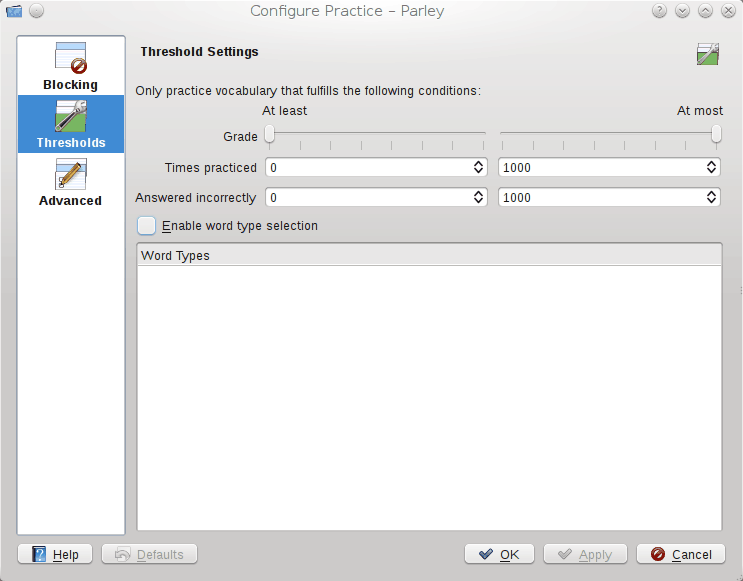 Configure Practice – Parley
Blocking
Thresholds
Advanced
Threshold Settings
Only practice vocabulary that fulfills the following conditions:
At least At most
Grade
Times practiced 0 1000
Answered incorrectly 0 1000
Enable word type selection
Word Types
Help Defaults OK Apply Cancel